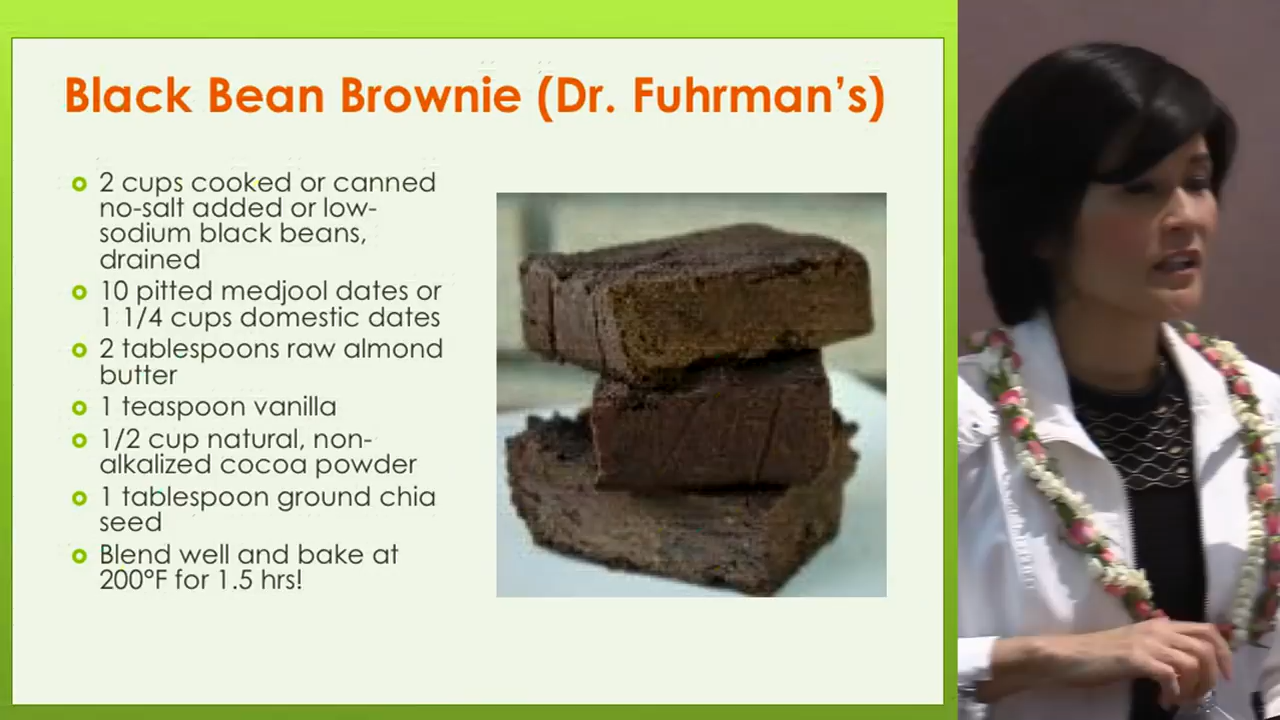 Black Bean Brownie (Dr. Fuhrman's)
2 cups cooked or canned
no-salt added or low-
sodium black beans,
drained
10 pitted medjool dates or
1 1/4 cups domestic dates
2 tablespoons raw almond
butter
1 teaspoon vanilla
1/2 cup natural, non-
alkalized cocoa powder
1 tablespoon ground chia
seed
Blend well and bake at
200°F for 1.5 hrs!